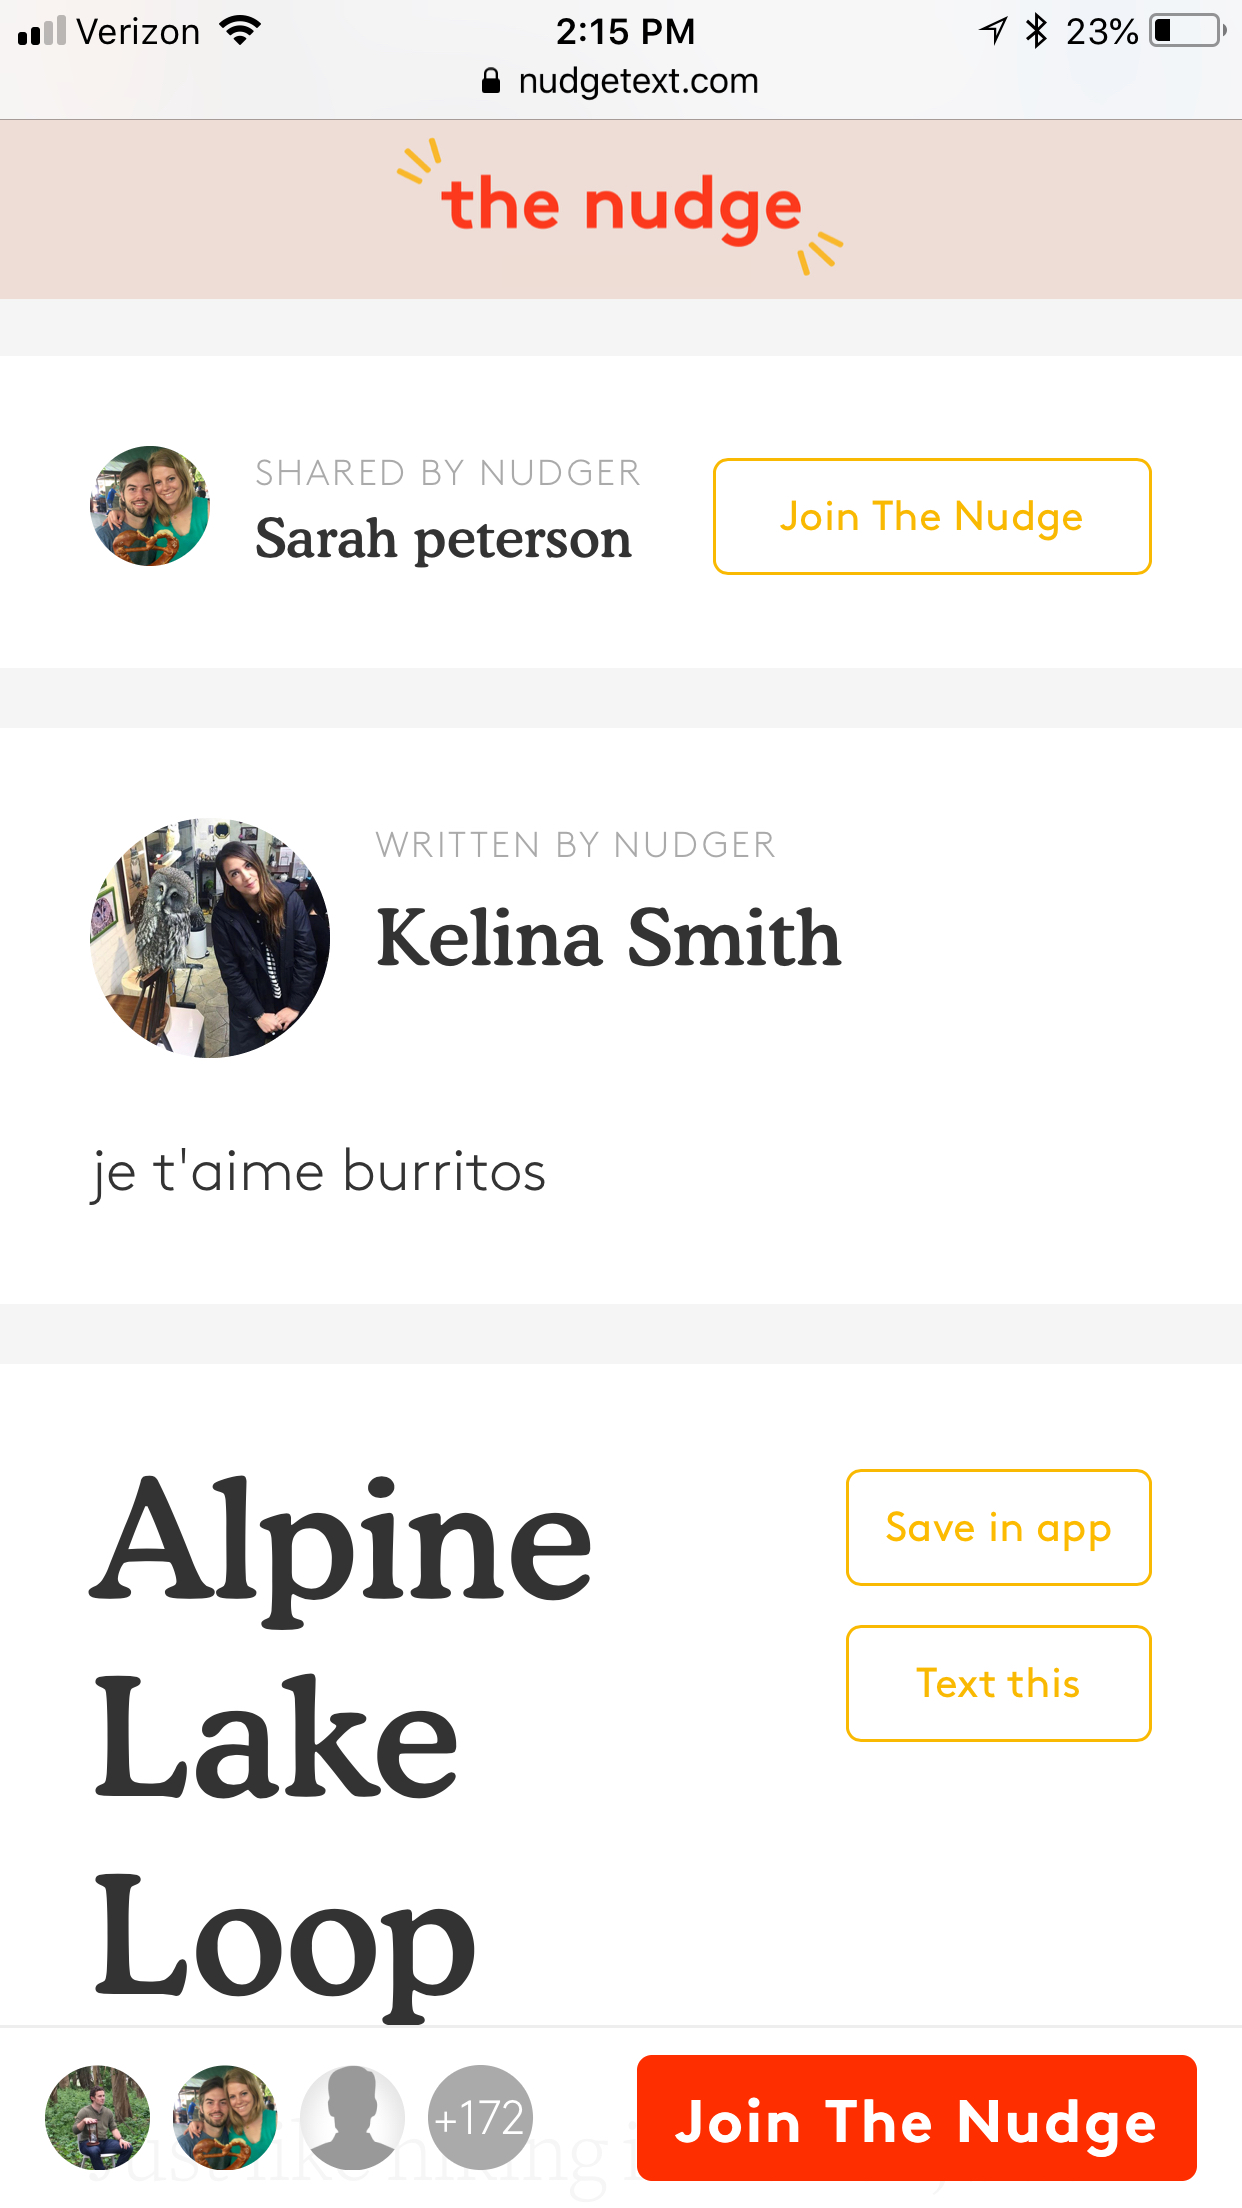 Verizon 2:15 PM 23%
nudgetext.com
the nudge
SHARED BY NUDGER
Sarah peterson
Join The Nudge
WRITTEN BY NUDGER
Kelina Smith
je t'aime burritos
Alpine
Lake
Loop
Save in app
Text this
+172
Join The Nudge